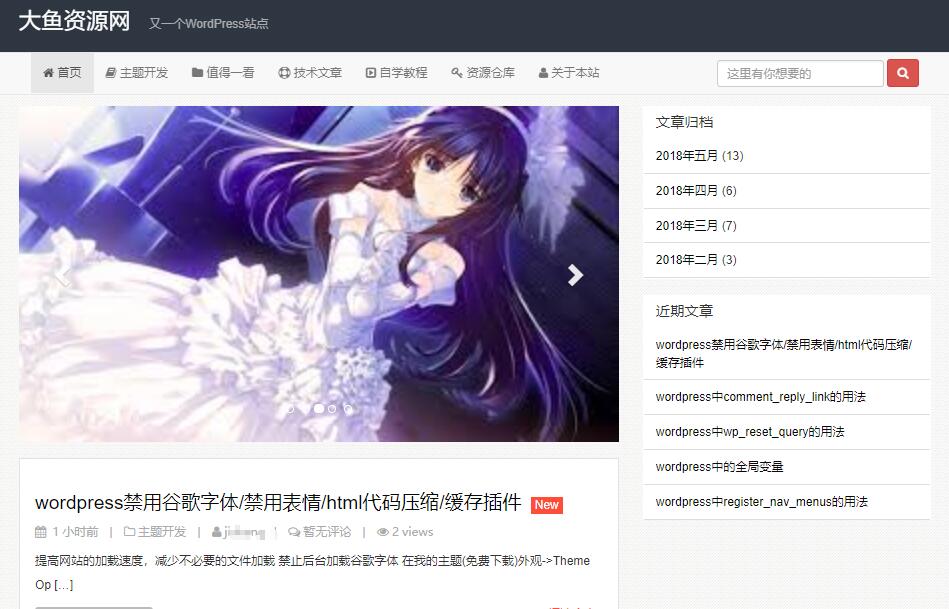 大鱼资源网 又一个WordPress站点
首页 主题开发 值得一看 技术文章 自学教程 资源仓库 关于本站 这里有你想要的
文章归档
2018年五月 (13)
2018年四月 (6)
2018年三月 (7)
2018年二月 (3)
近期文章
wordpress禁用谷歌字体/禁用表情/html代码压缩/
缓存插件
wordpress中comment_reply_link的用法
wordpress中wp_reset_query的用法
wordpress中的全局变量
wordpress中register_nav_menus的用法
wordpress禁用谷歌字体/禁用表情/html代码压缩/缓存插件 New
1 小时前 | 主题开发 | | 暂无评论 | 2 views
提高网站的加载速度，减少不必要的文件加载 禁止后台加载谷歌字体 在我的主题(免费下载)外观->Theme
Op [...]